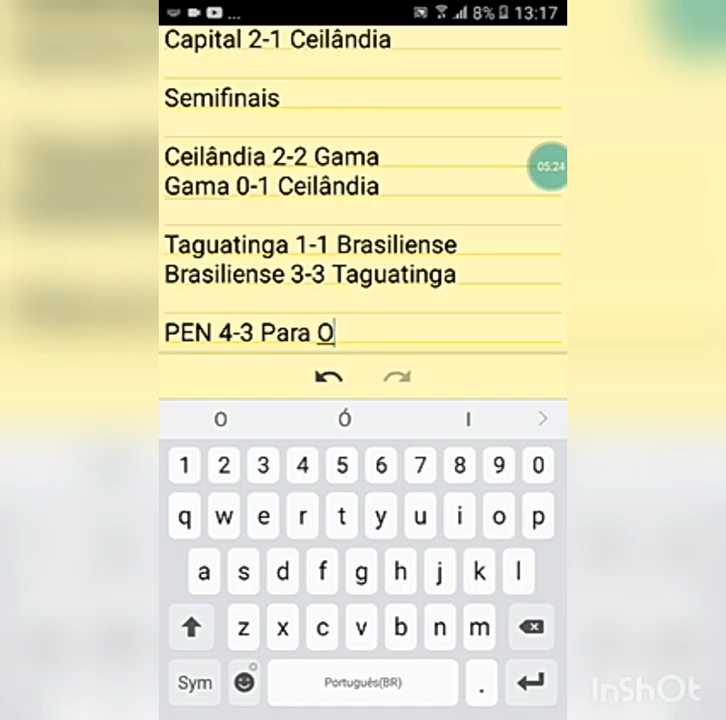 ... 8% 13:17
Capital 2-1 Ceilândia
Semifinais
Ceilândia 2-2 Gama
05:24
Gama 0-1 Ceilândia
Taguatinga 1-1 Brasiliense
Brasiliense 3-3 Taguatinga
PEN 4-3 Para O
O Ó I >
1 2 3 4 5 6 7 8 9 0
q w e r t y u i o p
a s d f g h j k l
z x c v b n m
Sym Português(BR) .
InShOt